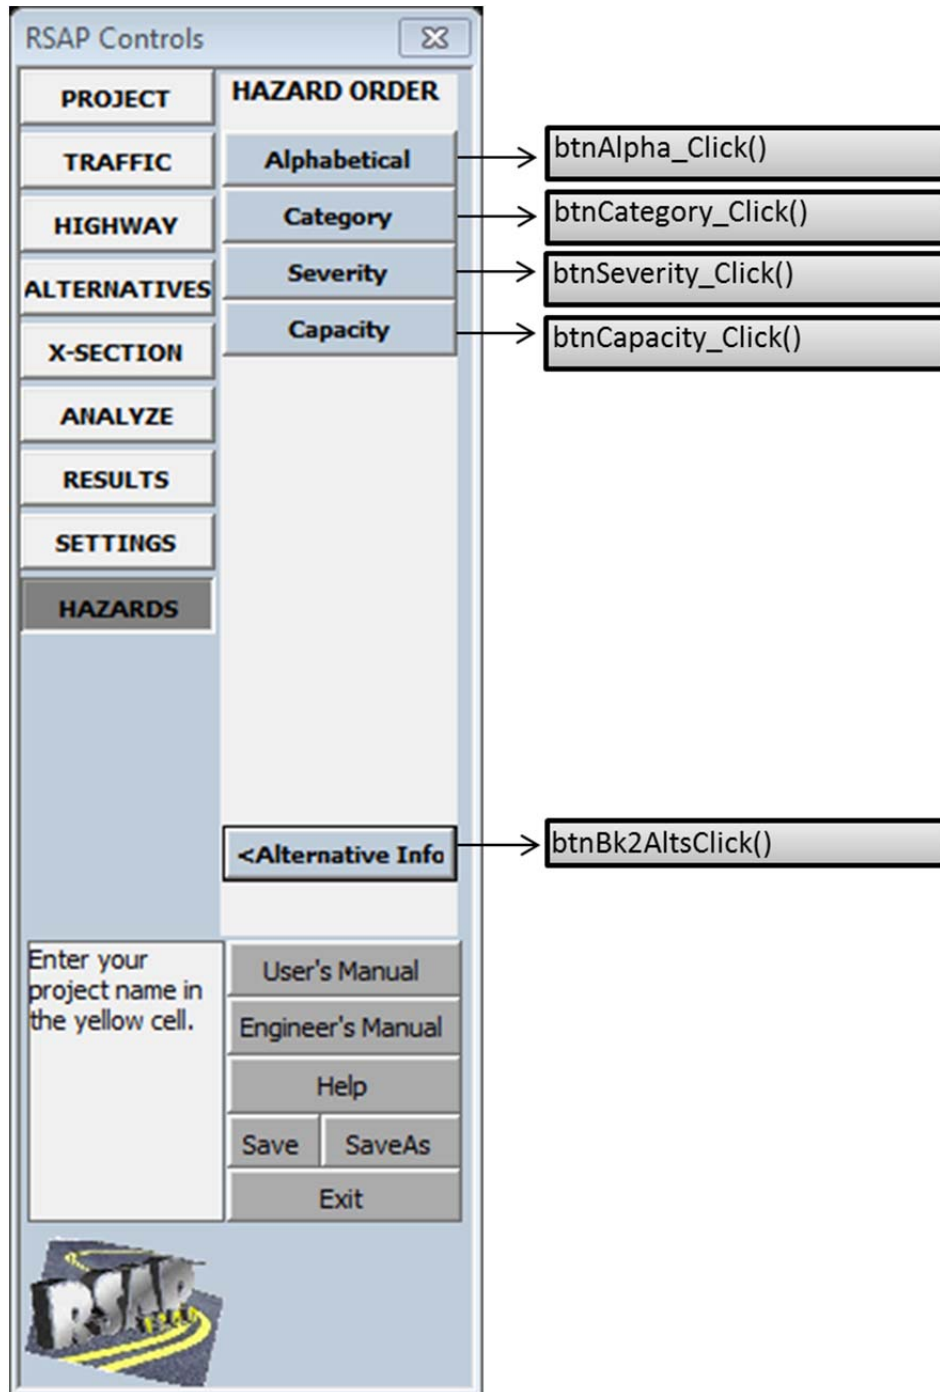 RSAP Controls
PROJECT
TRAFFIC
HIGHWAY
ALTERNATIVES
X-SECTION
ANALYZE
RESULTS
SETTINGS
HAZARDS
HAZARD ORDER
Alphabetical
Category
Severity
Capacity
<Alternative Info
btnAlpha_Click()
btnCategory_Click()
btnSeverity_Click()
btnCapacity_Click()
btnBk2AltsClick()
Enter your
project name in
the yellow cell.
User's Manual
Engineer's Manual
Help
Save
SaveAs
Exit
RSAP